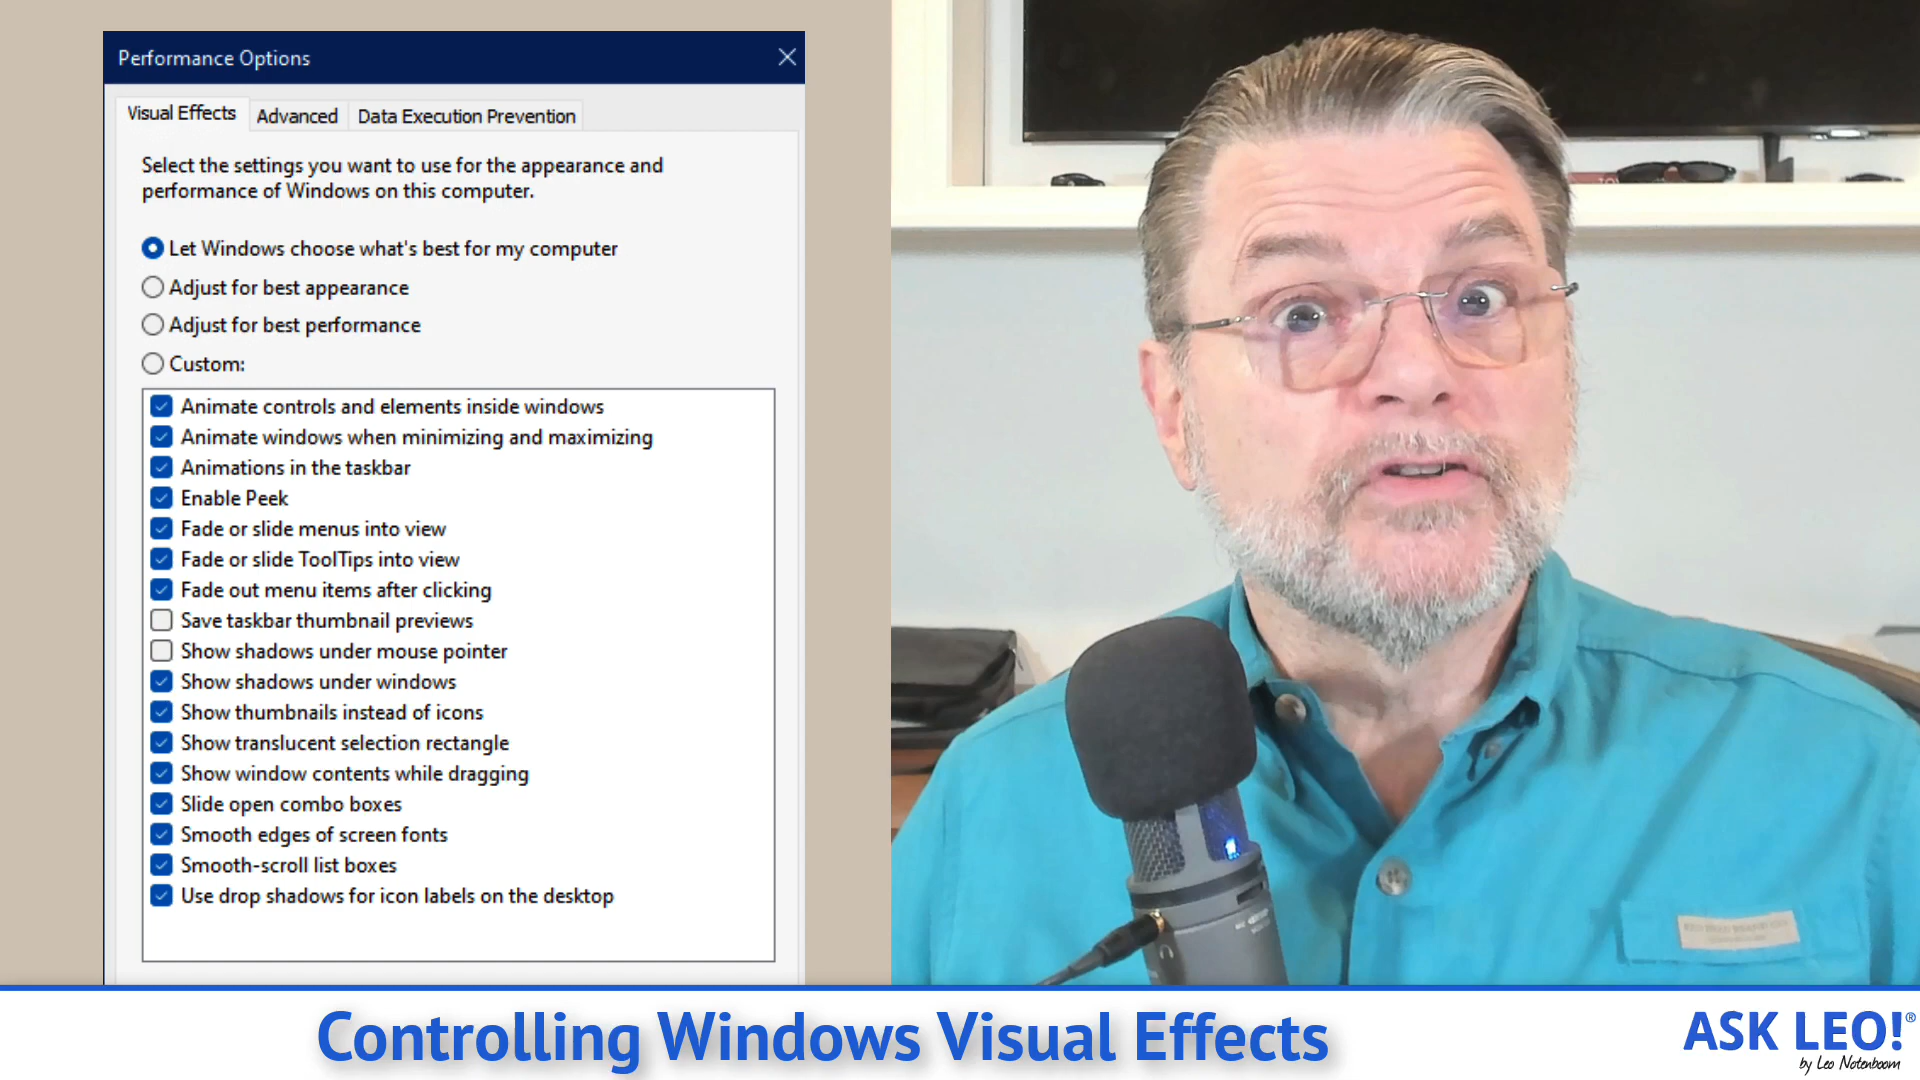 Performance Options
Visual Effects
Advanced
Data Execution Prevention
Select the settings you want to use for the appearance and
performance of Windows on this computer.
Let Windows choose what's best for my computer
Adjust for best appearance
Adjust for best performance
Custom:
Animate controls and elements inside windows
Animate windows when minimizing and maximizing
Animations in the taskbar
Enable Peek
Fade or slide menus into view
Fade or slide ToolTips into view
Fade out menu items after clicking
Save taskbar thumbnail previews
Show shadows under mouse pointer
Show shadows under windows
Show thumbnails instead of icons
Show translucent selection rectangle
Show window contents while dragging
Slide open combo boxes
Smooth edges of screen fonts
Smooth-scroll list boxes
Use drop shadows for icon labels on the desktop
Controlling Windows Visual Effects
ASK LEO!®
by Leo Notenboom